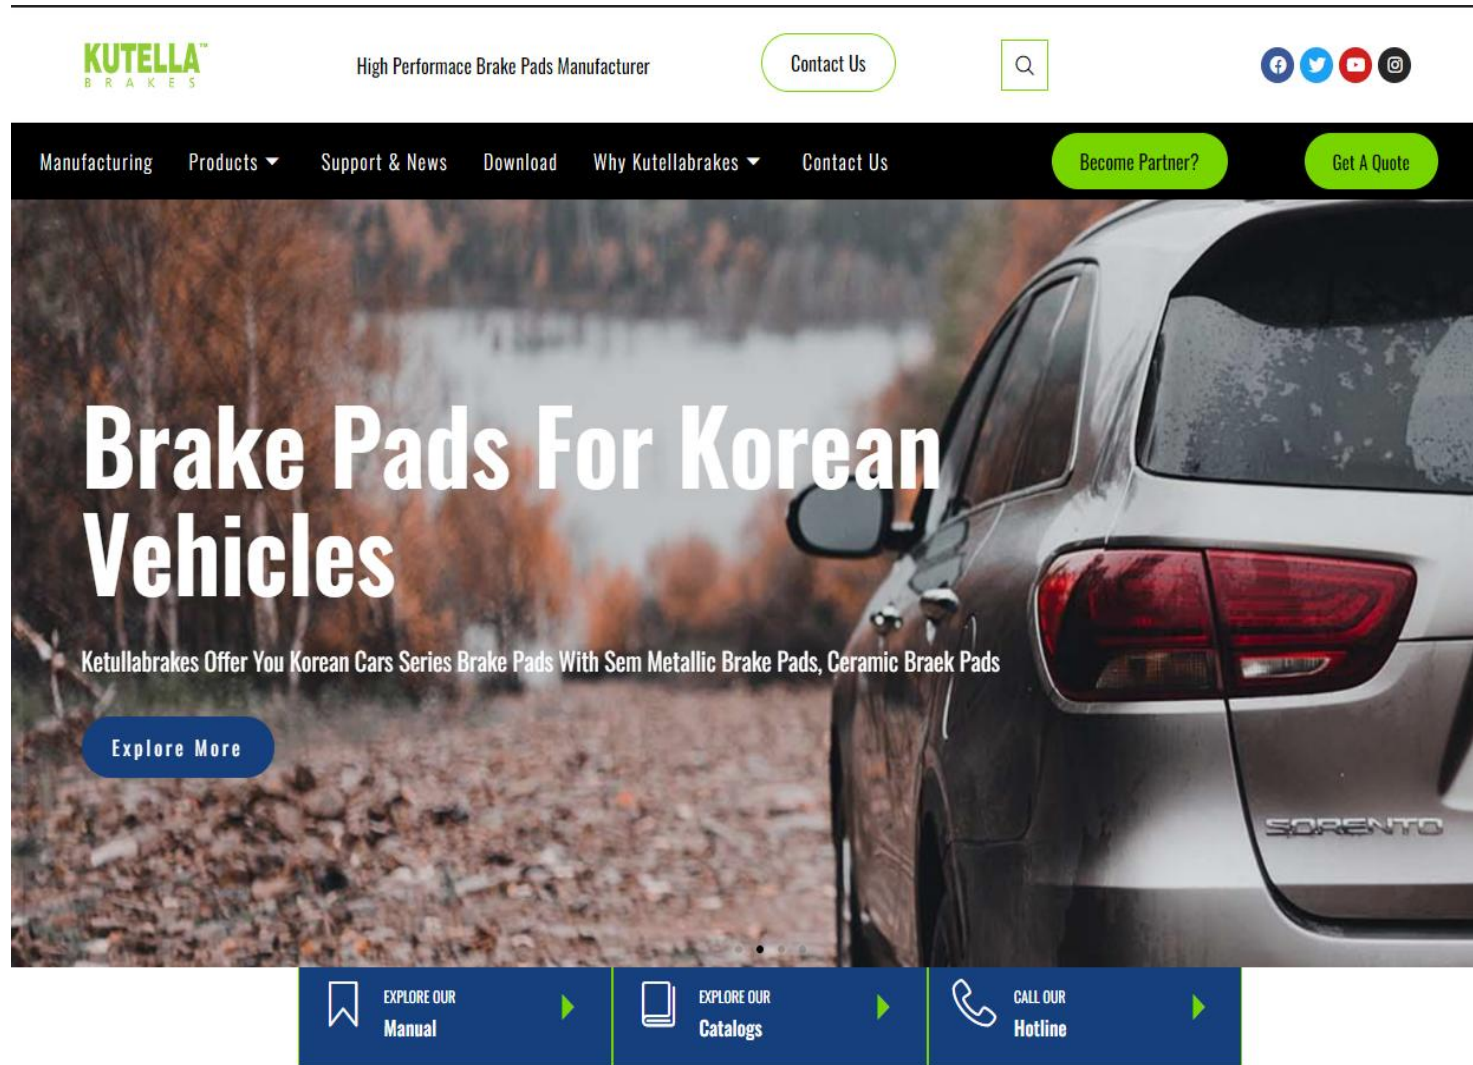 KUTELLA™
BRAKES
High Performace Brake Pads Manufacturer
Contact Us
Manufacturing
Products
Support & News
Download
Why Kutellabrakes
Contact Us
Become Partner?
Get A Quote
Brake Pads For Korean
Vehicles
Ketullabrakes Offer You Korean Cars Series Brake Pads With Sem Metallic Brake Pads, Ceramic Braek Pads
Explore More
SORENTO
EXPLORE OUR
Manual
EXPLORE OUR
Catalogs
CALL OUR
Hotline